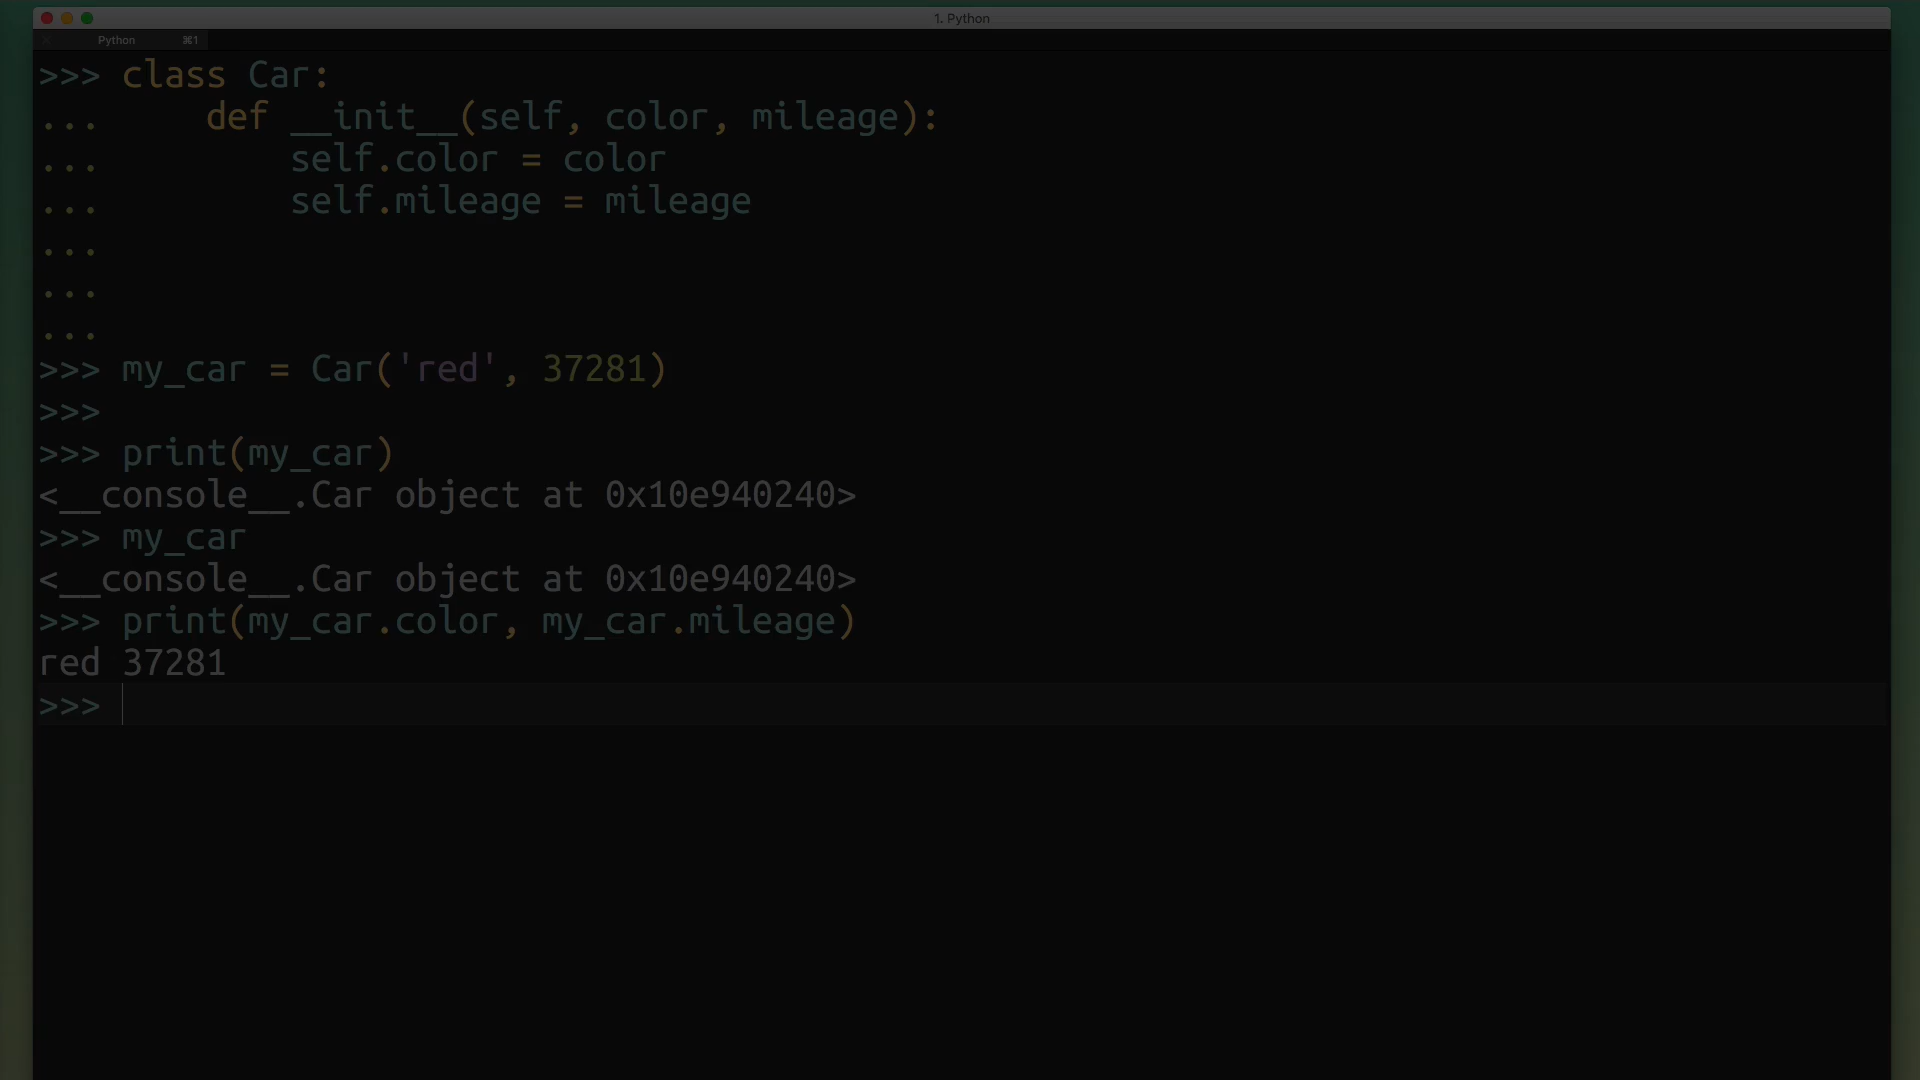 1. Python
Python ⌘1
>>> class Car:
...     def __init__(self, color, mileage):
...         self.color = color
...         self.mileage = mileage
...
...
...
>>> my_car = Car('red', 37281)
>>>
>>> print(my_car)
<__console__.Car object at 0x10e940240>
>>> my_car
<__console__.Car object at 0x10e940240>
>>> print(my_car.color, my_car.mileage)
red 37281
>>>